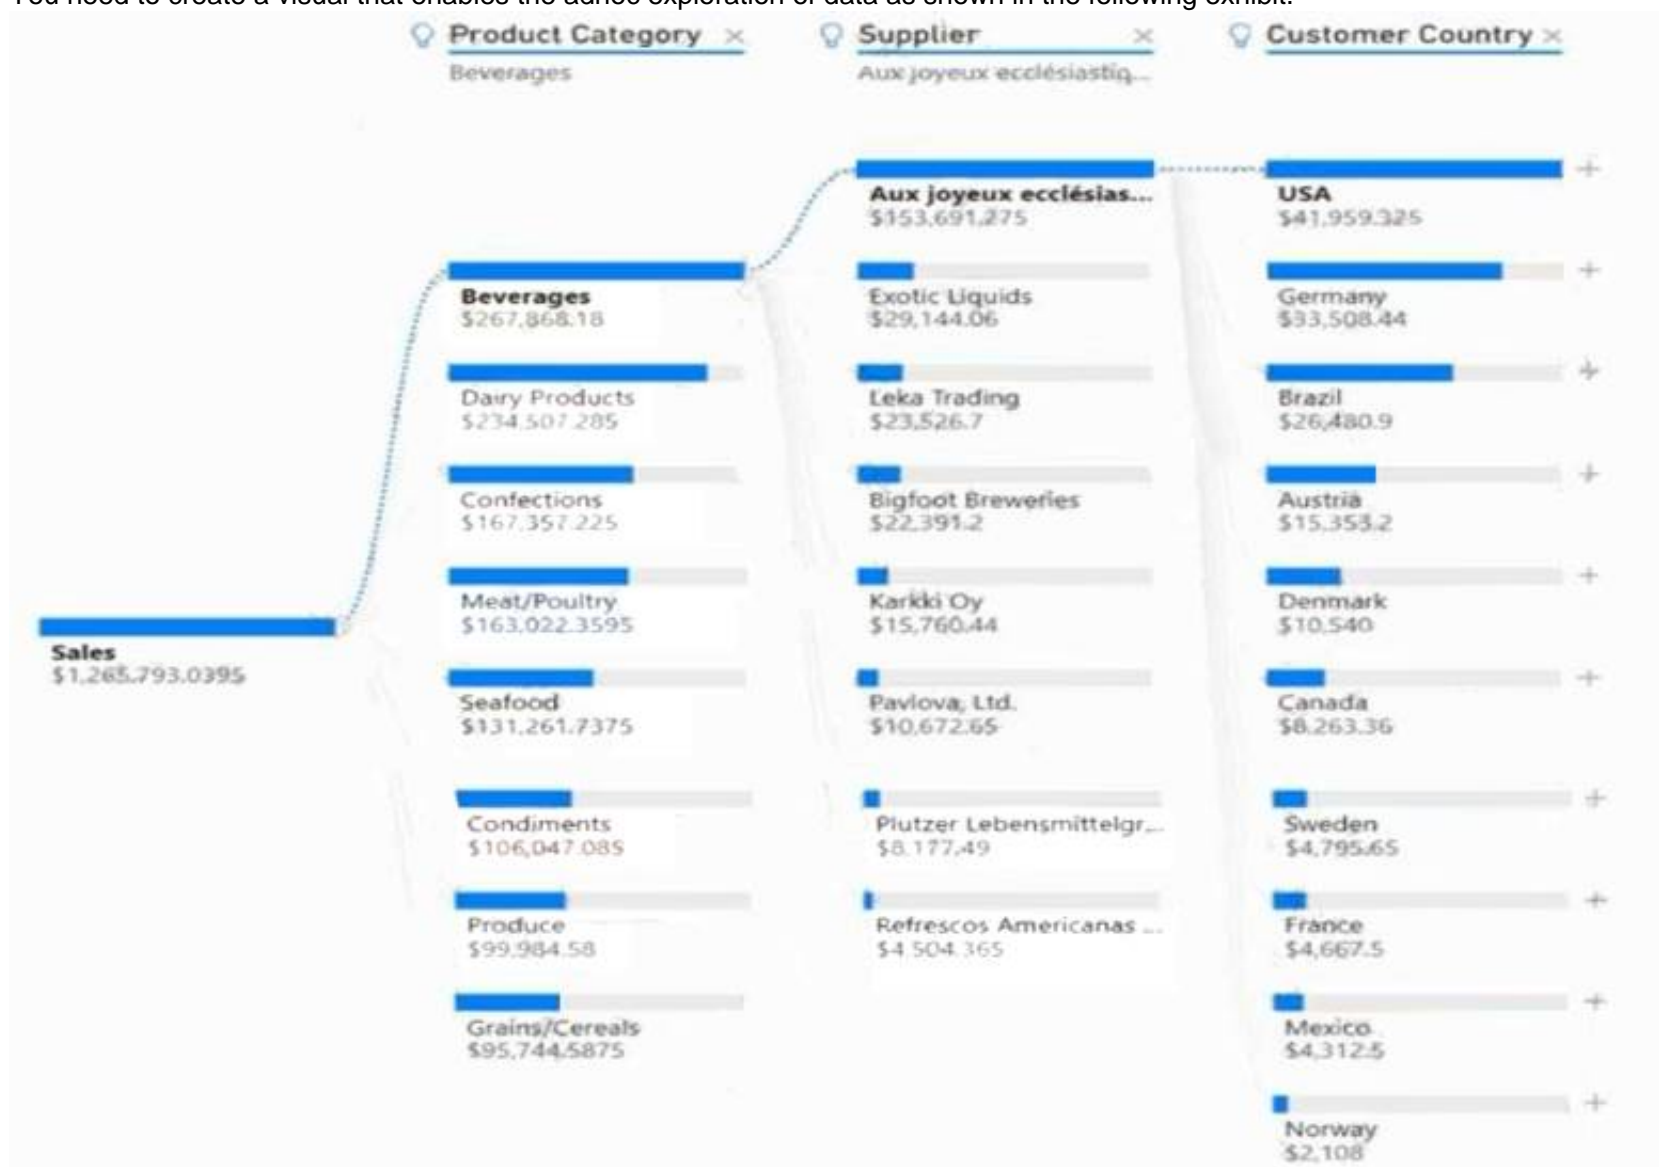 You need to create a visual that enables the adhoc exploration of data as shown in the following exhibit.
Product Category ×
Beverages
Supplier ×
Aux joyeux ecclésiastiq...
Customer Country ×
Sales
$1,265,793.0395
Beverages
$267,868.18
Dairy Products
$234,507.285
Confections
$167,357.225
Meat/Poultry
$163,022.3595
Seafood
$131,261.7375
Condiments
$106,047.085
Produce
$99,984.58
Grains/Cereals
$95,744.5875
Aux joyeux ecclésias...
$153,691,275
Exotic Liquids
$29,144.06
Leka Trading
$23,526.7
Bigfoot Breweries
$22,391.2
Karkki Oy
$15,760.44
Pavlova, Ltd.
$10,672.65
Plutzer Lebensmittelgr...
$8.177,49
Refrescos Americanas ...
$4 504.365
USA
$41,959.325
Germany
$33,508.44
Brazil
$26,480.9
Austria
$15,353.2
Denmark
$10,540
Canada
$8,263.36
Sweden
$4,795.65
France
$4,667.5
Mexico
$4,312.5
Norway
$2,108